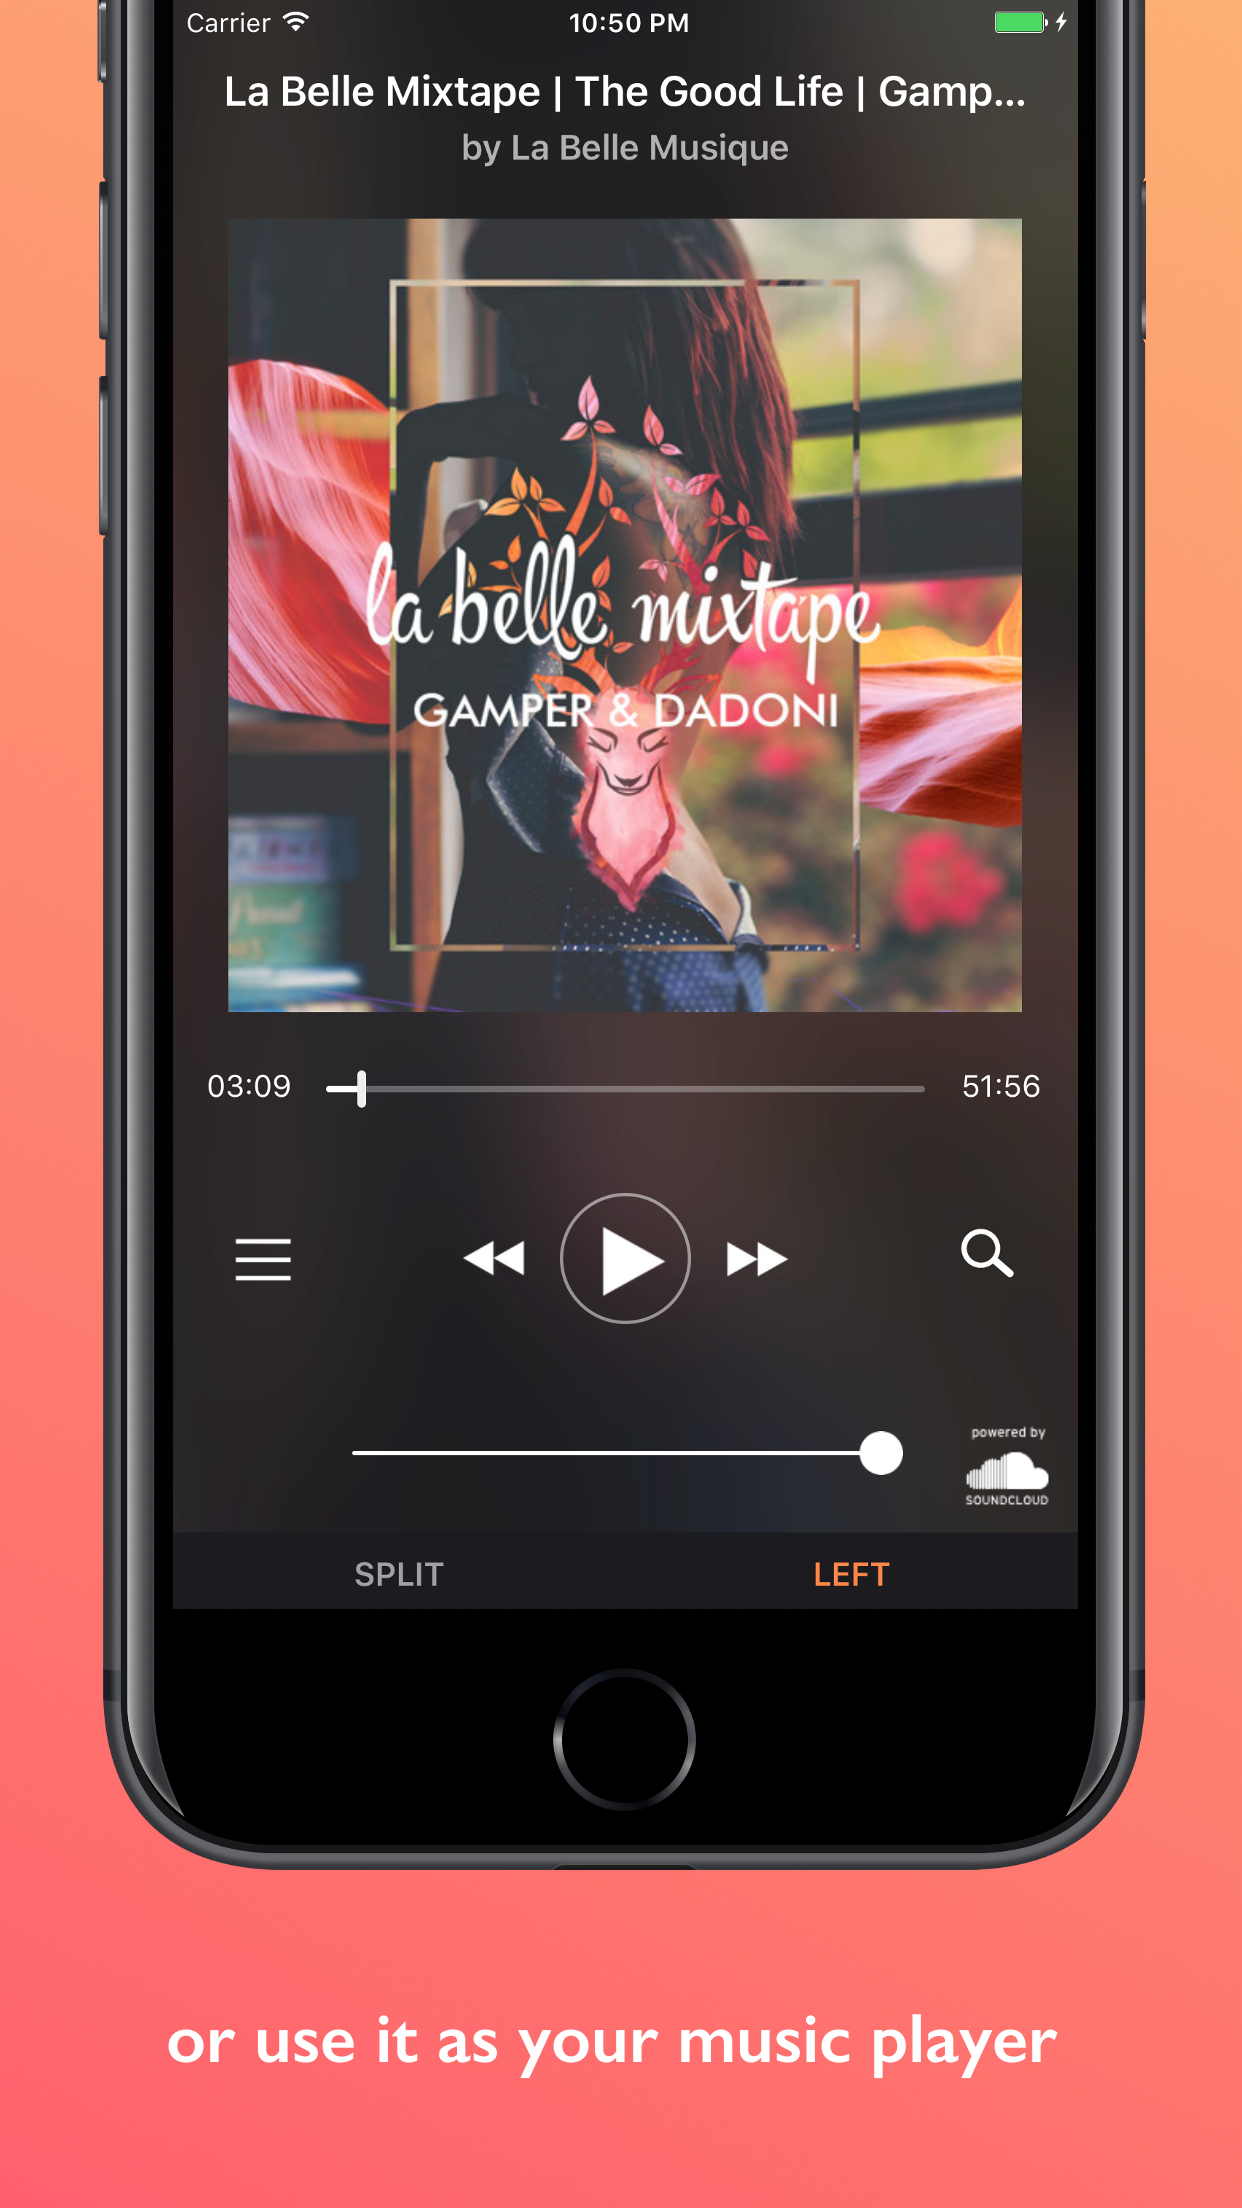 Carrier
10:50 PM
La Belle Mixtape | The Good Life | Gamp...
by La Belle Musique
la belle mixtape
GAMPER & DADONI
03:09
51:56
powered by
SOUNDCLOUD
SPLIT
LEFT
or use it as your music player